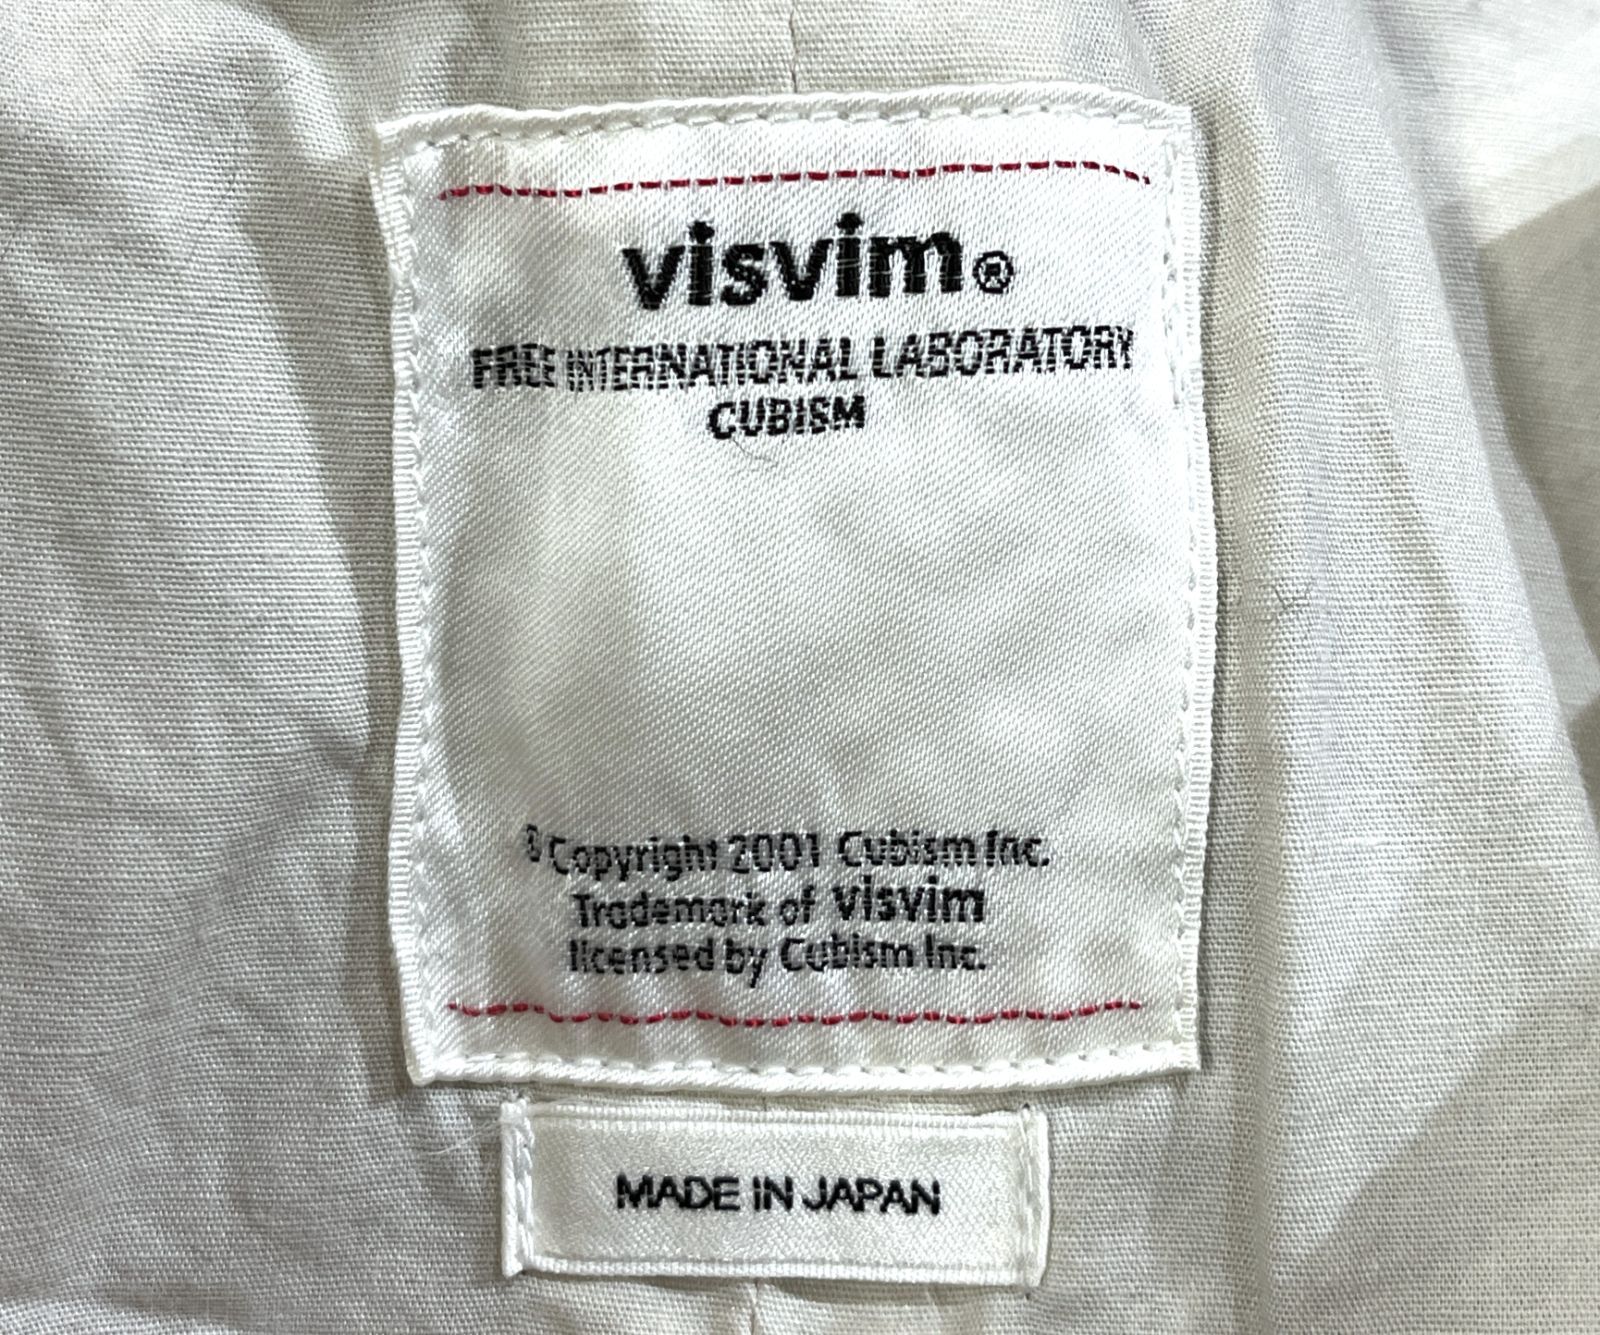 visvim®
FREE INTERNATIONAL LABORATORY
CUBISM
© Copyright 2001 Cubism Inc.
Trademark of visvim
licensed by Cubism Inc.
MADE IN JAPAN